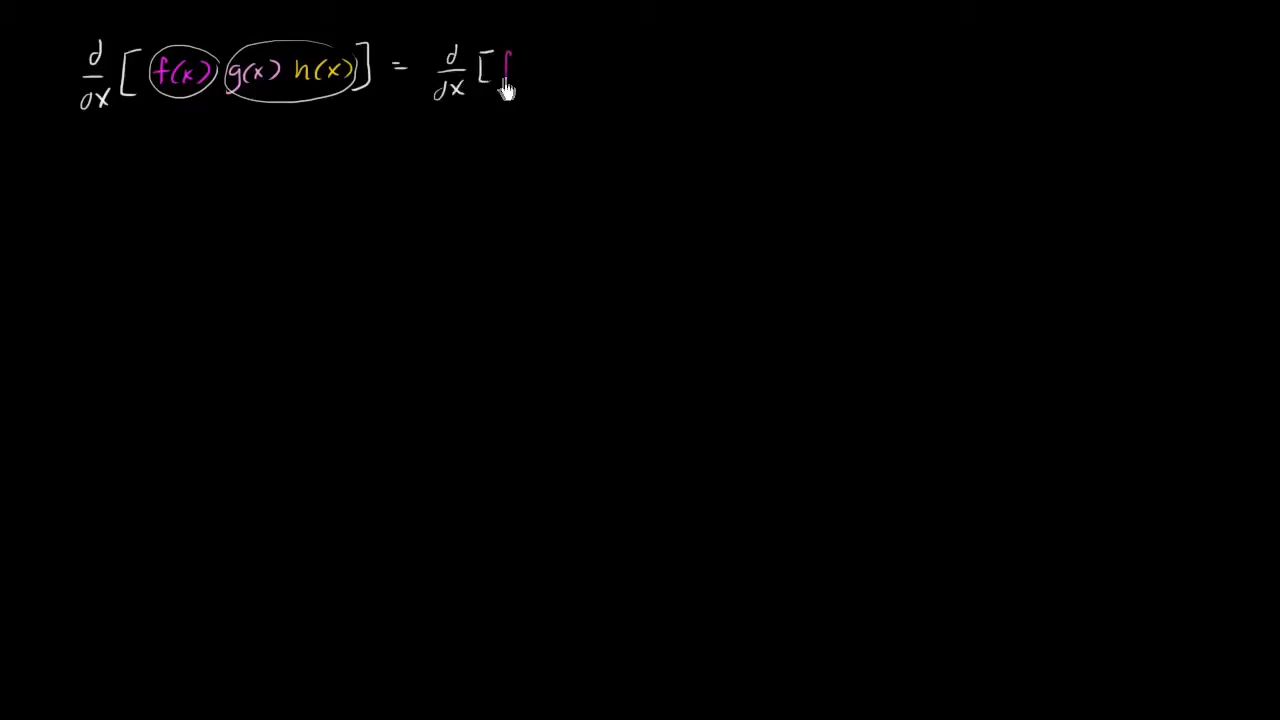 d/dx [ f(x) g(x) h(x) ] = d/dx [ f